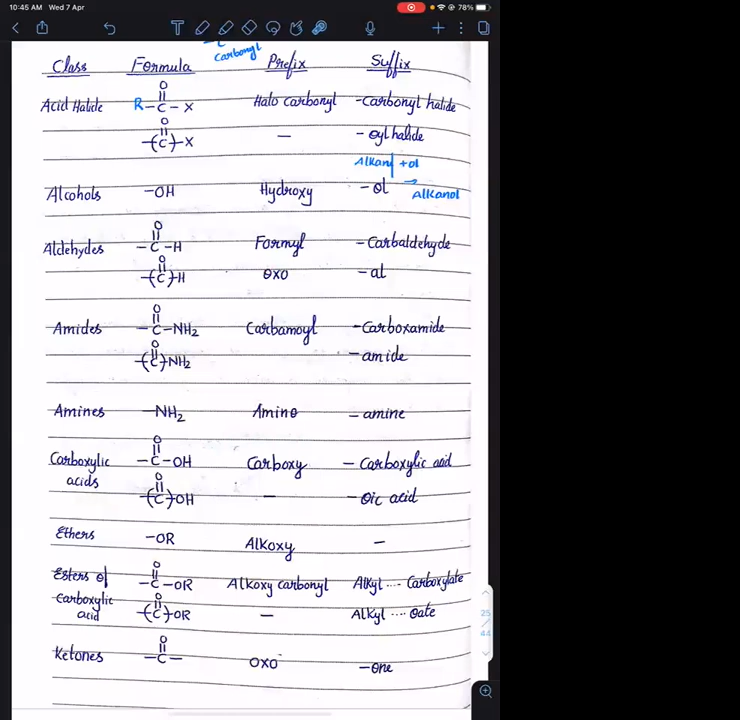 10:45 AM Wed 7 Apr
78%
Carbonyl
Class Formula Prefix Suffix
Acid Halide R-C-X Halo carbonyl -Carbonyl halide
O
-(C)-X - -oyl halide
O
Alkan + ol
Alcohols -OH Hydroxy -ol → Alkanol
O
Aldehydes -C-H Formyl -Carbaldehyde
O
-(C)-H oxo -al
O
Amides -C-NH₂ Carbamoyl -Carboxamide
O
-(C)-NH₂ -amide
Amines -NH₂ Amino -amine
O
Carboxylic acids -C-OH Carboxy -Carboxylic acid
O
-(C)-OH - -oic acid
Ethers -OR Alkoxy -
O
Esters of Carboxylic acid -C-OR Alkoxy carbonyl Alkyl .... Carboxylate
O
-(C)-OR - Alkyl .... oate
O
Ketones -C- oxo -one
25
/
44